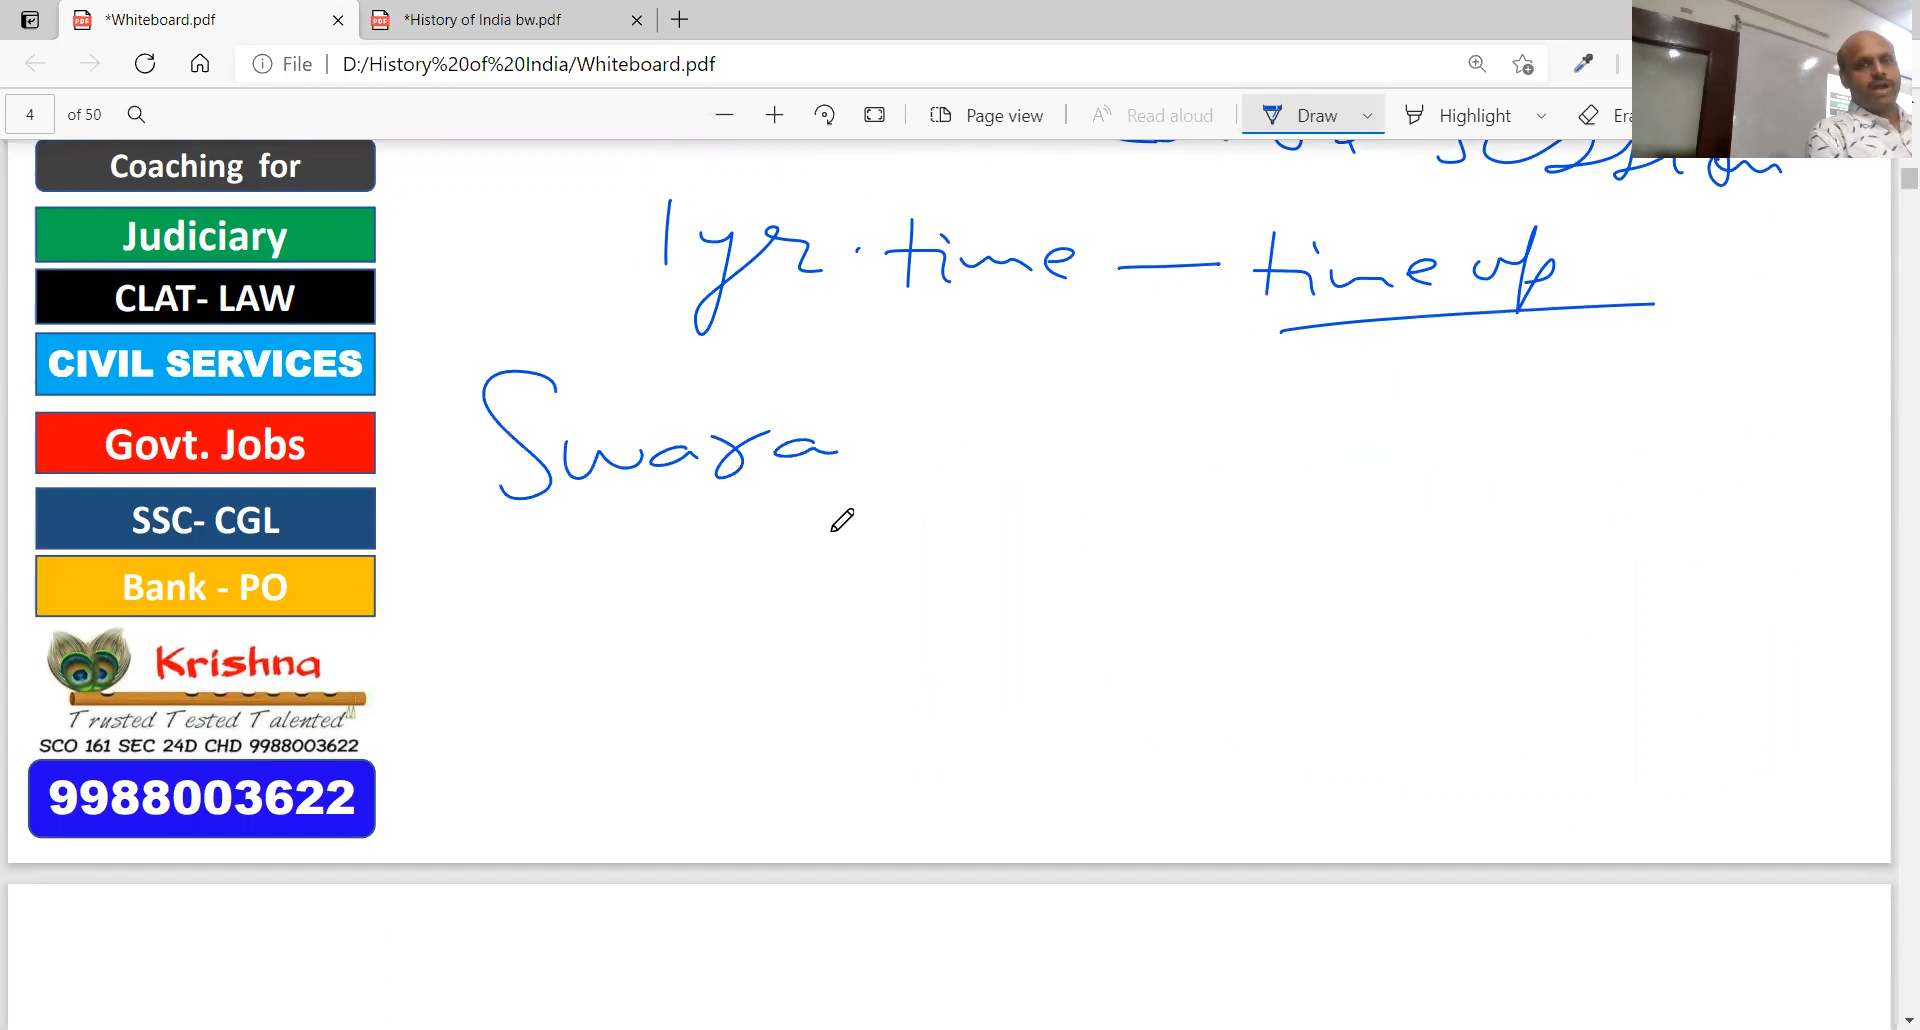 *Whiteboard.pdf
*History of India bw.pdf
File
D:/History%20of%20India/Whiteboard.pdf
4 of 50
Page view
Read aloud
Draw
Highlight
session
1yr. time — time up
Swara
Coaching for
Judiciary
CLAT- LAW
CIVIL SERVICES
Govt. Jobs
SSC- CGL
Bank - PO
Krishna
Trusted Tested Talented
SCO 161 SEC 24D CHD 9988003622
9988003622